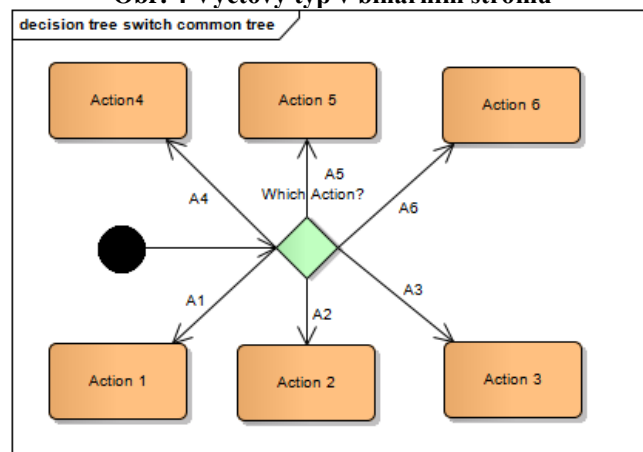 decision tree switch common tree
Action4
Action 5
Action 6
A5
Which Action?
A4
A6
A1
A2
A3
Action 1
Action 2
Action 3